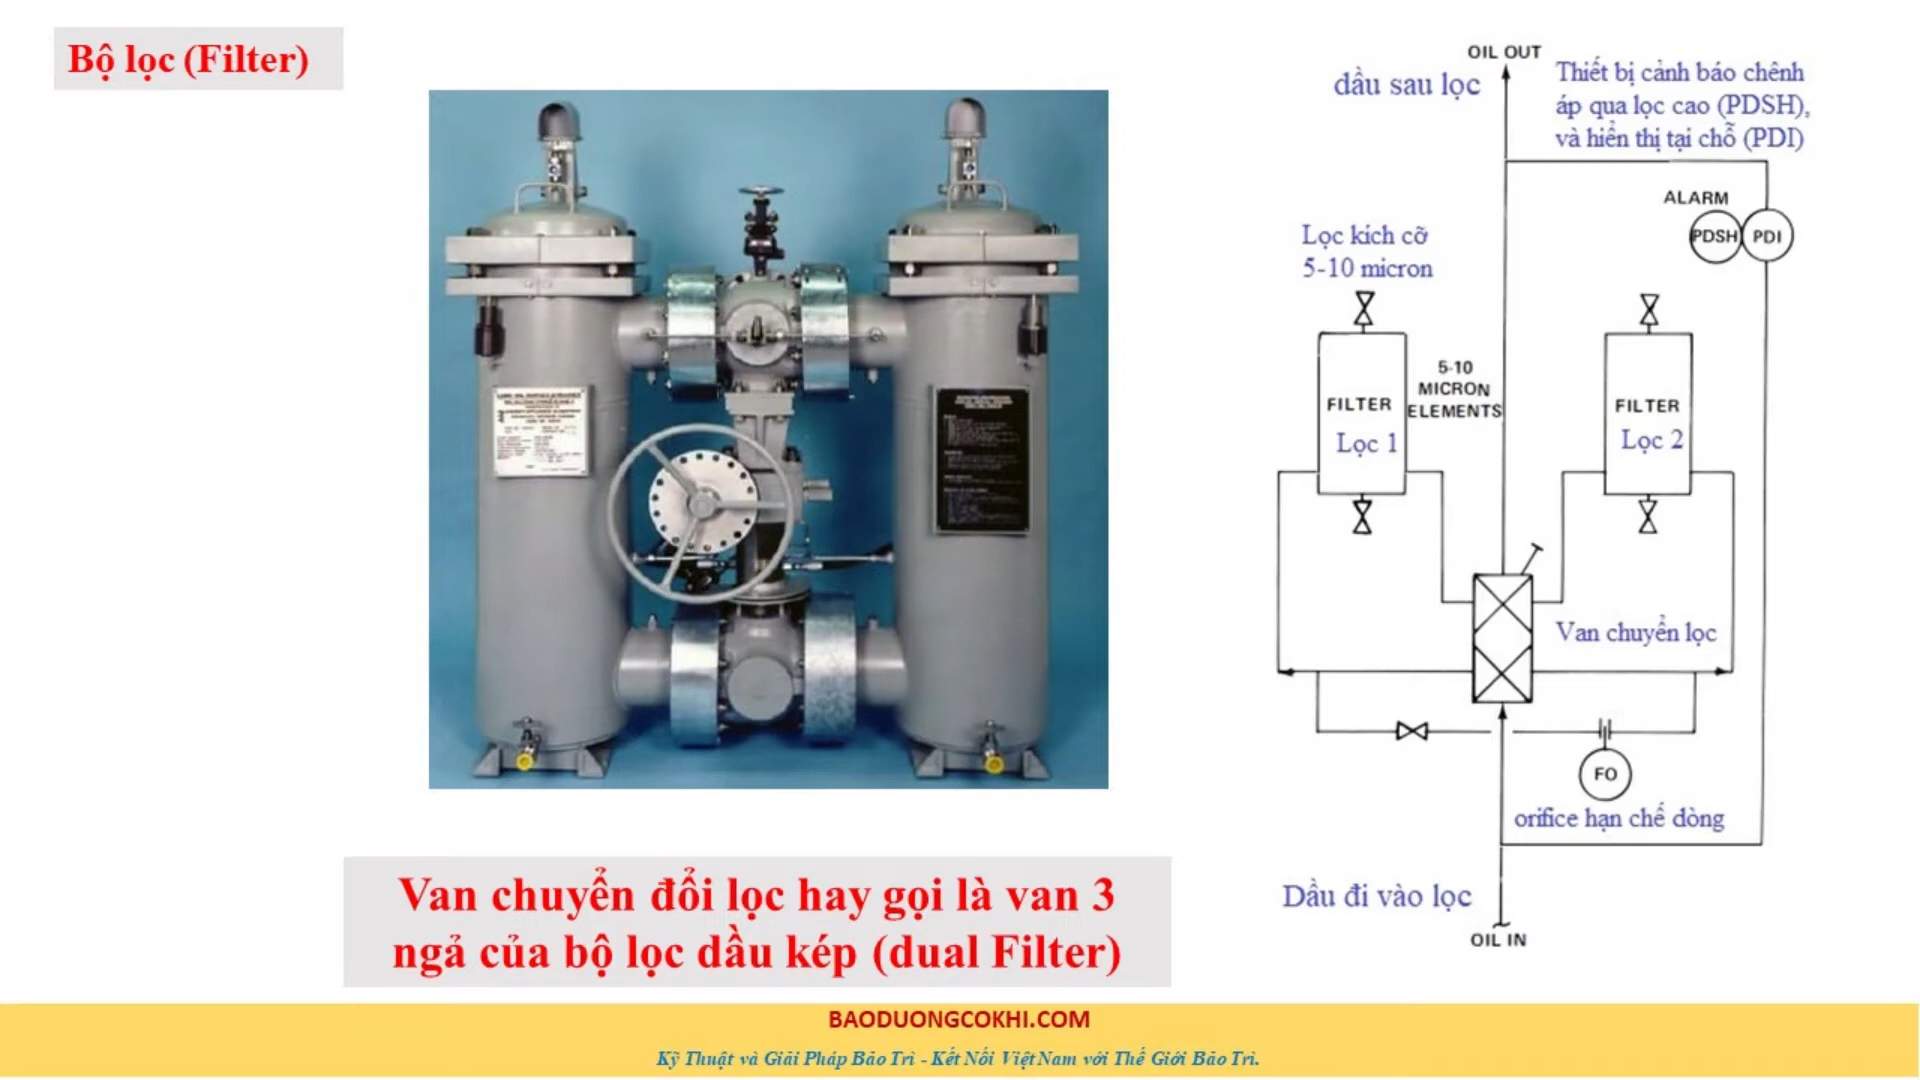 Bộ lọc (Filter)
OIL OUT
dầu sau lọc
Thiết bị cảnh báo chênh
áp qua lọc cao (PDSH),
và hiển thị tại chỗ (PDI)
ALARM
PDSH
PDI
Lọc kích cỡ
5-10 micron
5-10
MICRON
ELEMENTS
FILTER
Lọc 1
FILTER
Lọc 2
Van chuyển lọc
FO
orifice hạn chế dòng
Dầu đi vào lọc
OIL IN
Van chuyển đổi lọc hay gọi là van 3
ngả của bộ lọc dầu kép (dual Filter)
BAODUONGCOKHI.COM
Kỹ Thuật và Giải Pháp Bảo Trì - Kết Nối Việt Nam với Thế Giới Bảo Trì.